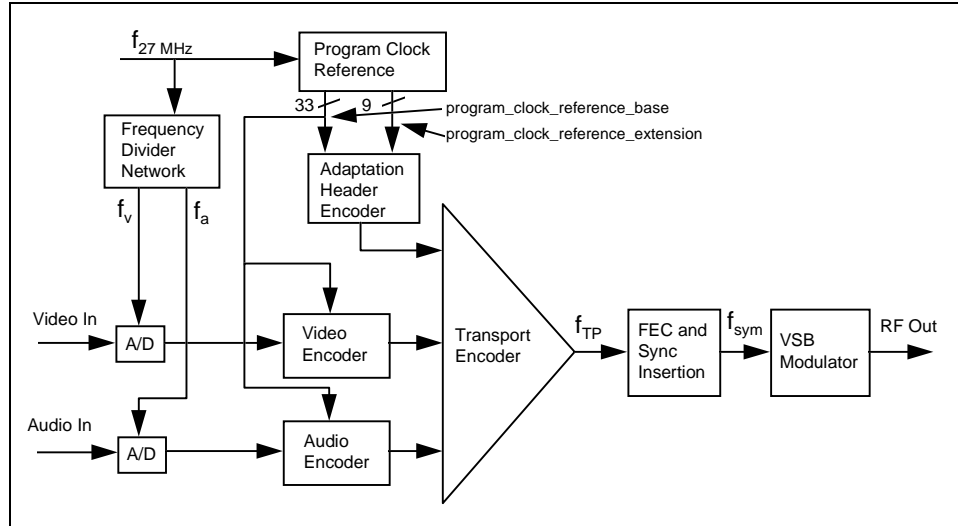 f27 MHz
Program Clock
Reference
33
9
program_clock_reference_base
program_clock_reference_extension
Frequency
Divider
Network
Adaptation
Header
Encoder
fv
fa
Video In
A/D
Video
Encoder
Transport
Encoder
fTP
FEC and
Sync
Insertion
fsym
VSB
Modulator
RF Out
Audio In
A/D
Audio
Encoder